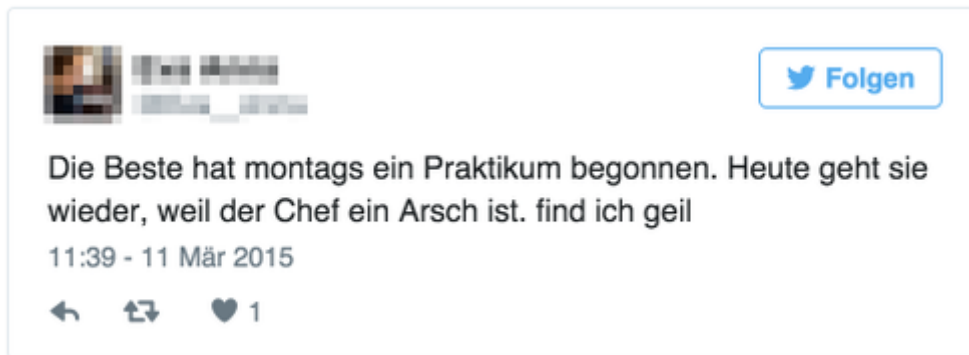 Folgen
Die Beste hat montags ein Praktikum begonnen. Heute geht sie
wieder, weil der Chef ein Arsch ist. find ich geil
11:39 - 11 Mär 2015
1